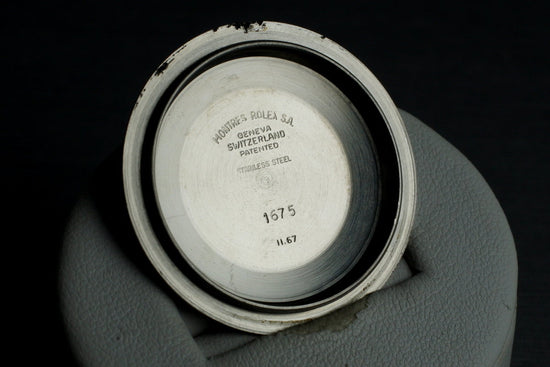 MONTRES ROLEX S.A.
GENEVA
SWITZERLAND
PATENTED
STAINLESS STEEL
1675
II.67